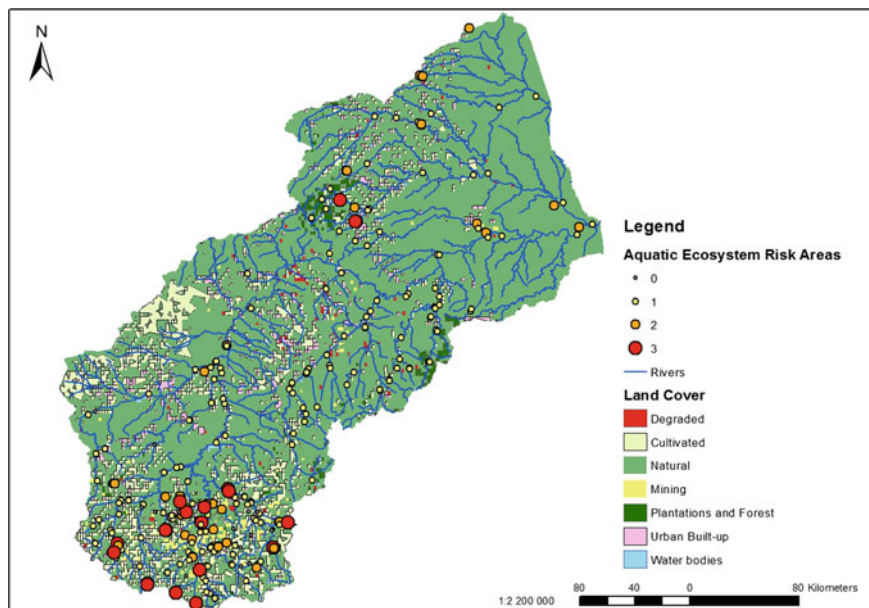 N
Legend
Aquatic Ecosystem Risk Areas
0
1
2
3
Rivers
Land Cover
Degraded
Cultivated
Natural
Mining
Plantations and Forest
Urban Built-up
Water bodies
1:2 200 000
80 40 0 80 Kilometers